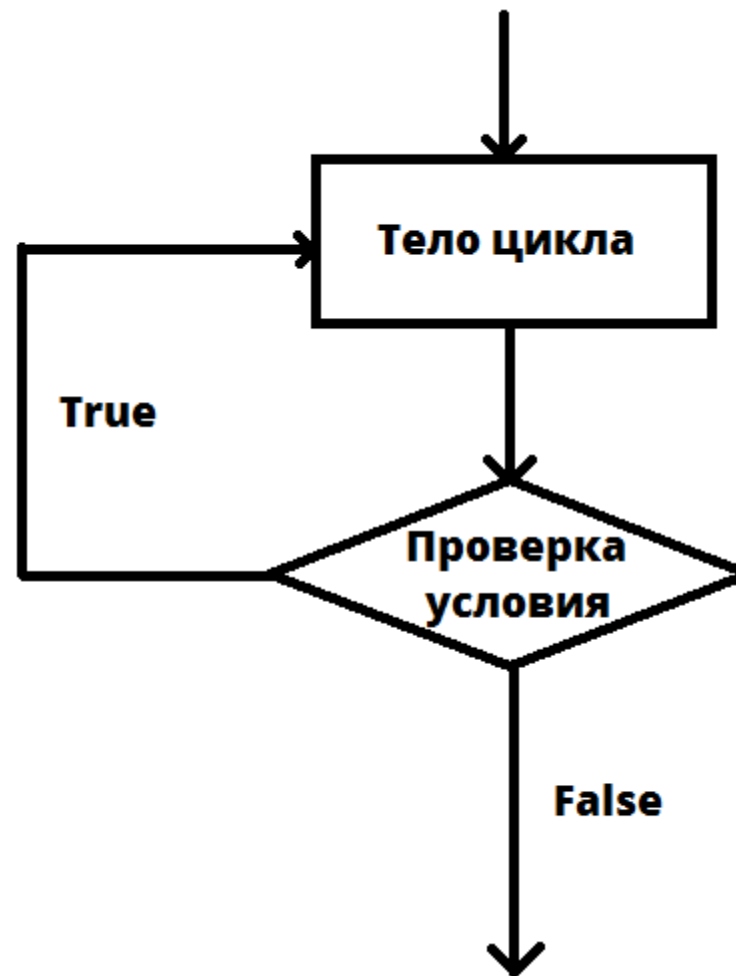 Тело цикла
True
Проверка
условия
False